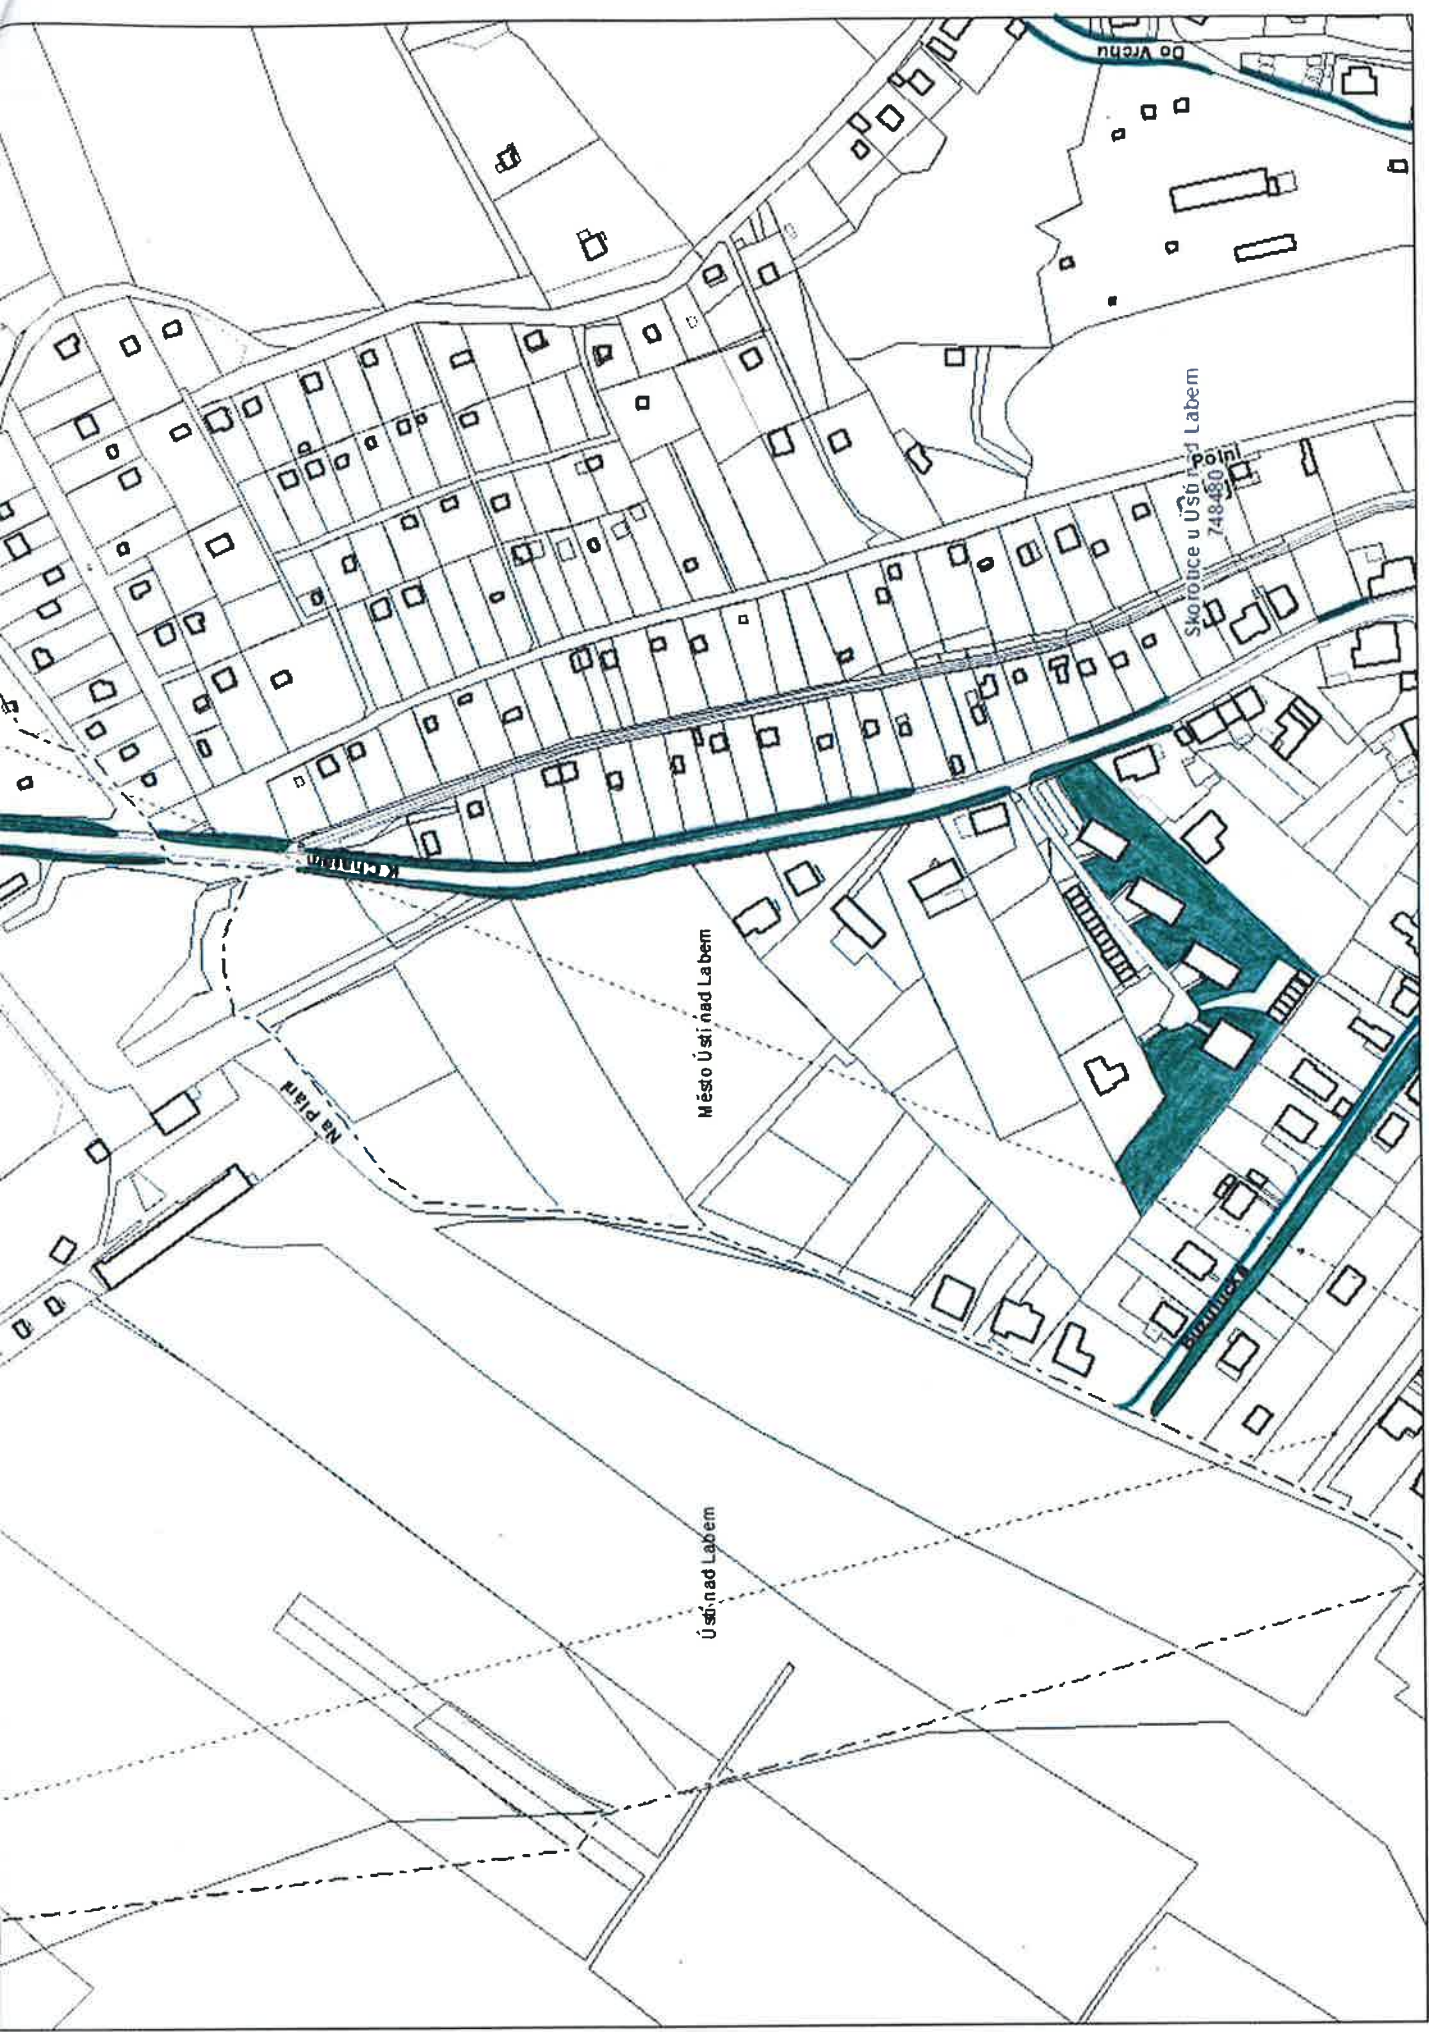 Do Vrchu
Skorotice u Ústí nad Labem
748480
Polní
K Chatám
Město Ústí nad Labem
Na Pláni
Ústí nad Labem